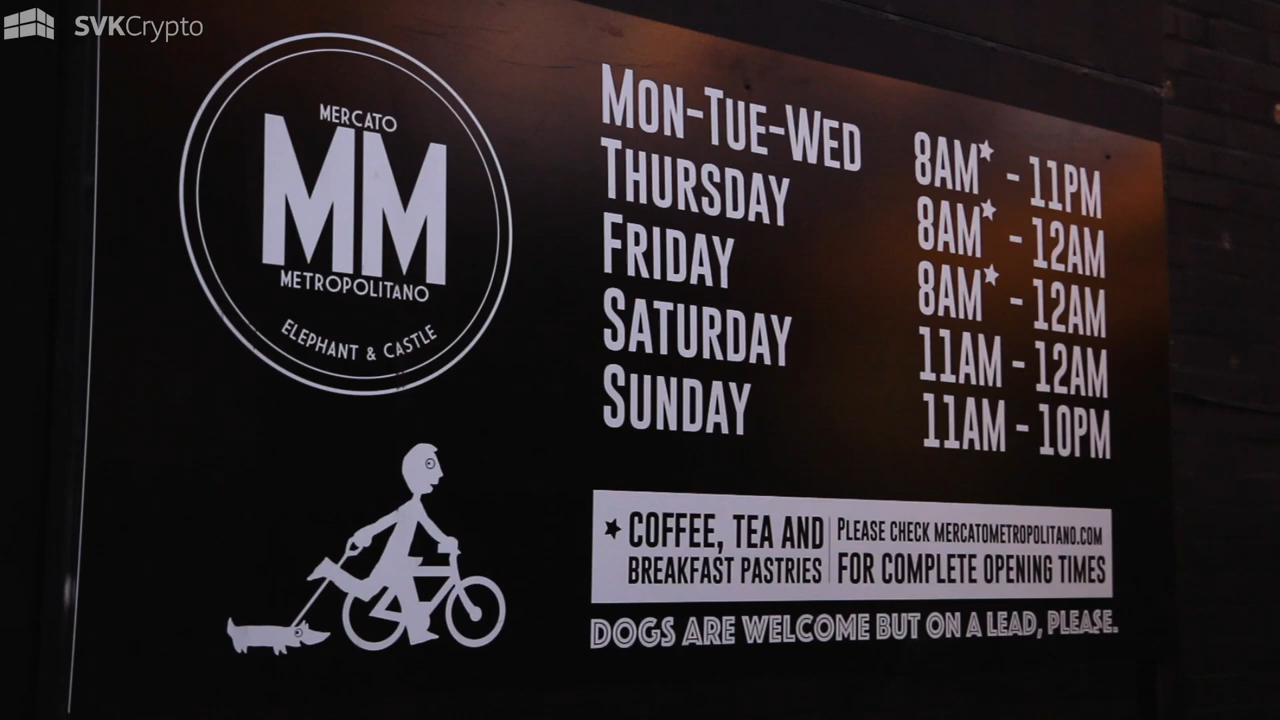 SVKCrypto
MERCATO
MM
METROPOLITANO
ELEPHANT & CASTLE
MON-TUE-WED 8AM* - 11PM
THURSDAY 8AM* - 12AM
FRIDAY 8AM* - 12AM
SATURDAY 11AM - 12AM
SUNDAY 11AM - 10PM
★ COFFEE, TEA AND
BREAKFAST PASTRIES
PLEASE CHECK MERCATOMETROPOLITANO.COM
FOR COMPLETE OPENING TIMES
DOGS ARE WELCOME BUT ON A LEAD, PLEASE.